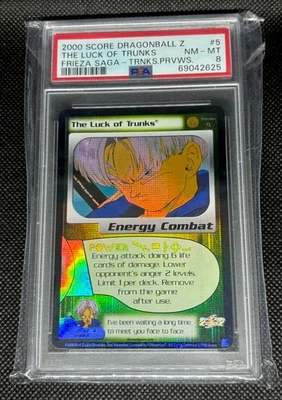 2000 SCORE DRAGONBALL Z #5
THE LUCK OF TRUNKS NM - MT
FRIEZA SAGA - TRNKS.PRVWS. 8
PSA 69042625
The Luck of Trunks
Energy Combat
POWER
Energy attack doing 6 life
cards of damage. Lower
opponent's anger 2 levels.
Limit 1 per deck. Remove
from the game
after use.
I've been waiting a long time
to meet you face to face